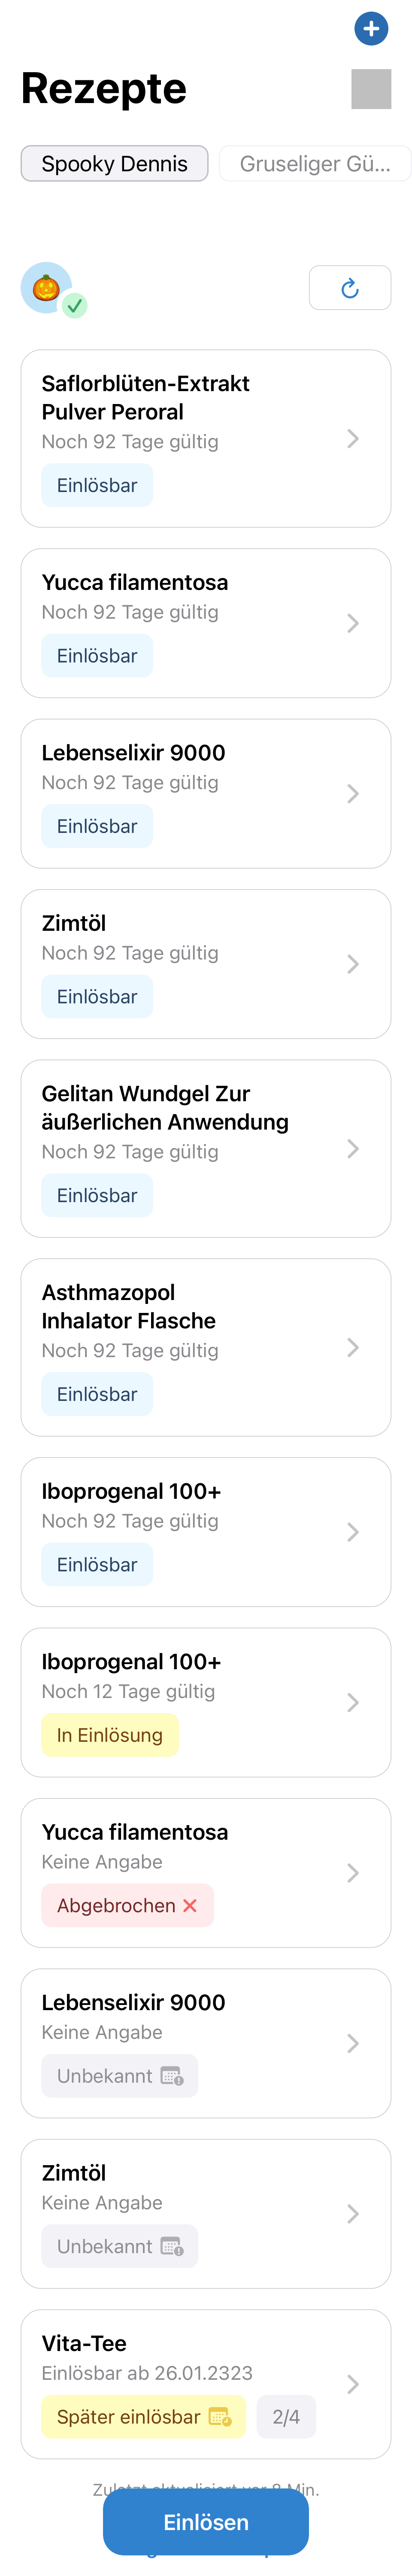 Rezepte
Spooky Dennis
Gruseliger Gü...
Saflorblüten-Extrakt
Pulver Peroral
Noch 92 Tage gültig
Einlösbar
Yucca filamentosa
Noch 92 Tage gültig
Einlösbar
Lebenselixir 9000
Noch 92 Tage gültig
Einlösbar
Zimtöl
Noch 92 Tage gültig
Einlösbar
Gelitan Wundgel Zur
äußerlichen Anwendung
Noch 92 Tage gültig
Einlösbar
Asthmazopol
Inhalator Flasche
Noch 92 Tage gültig
Einlösbar
Iboprogenal 100+
Noch 92 Tage gültig
Einlösbar
Iboprogenal 100+
Noch 12 Tage gültig
In Einlösung
Yucca filamentosa
Keine Angabe
Abgebrochen
Lebenselixir 9000
Keine Angabe
Unbekannt
Zimtöl
Keine Angabe
Unbekannt
Vita-Tee
Einlösbar ab 26.01.2323
Später einlösbar
2/4
Zuletzt aktualisiert vor 8 Min.
Einlösen